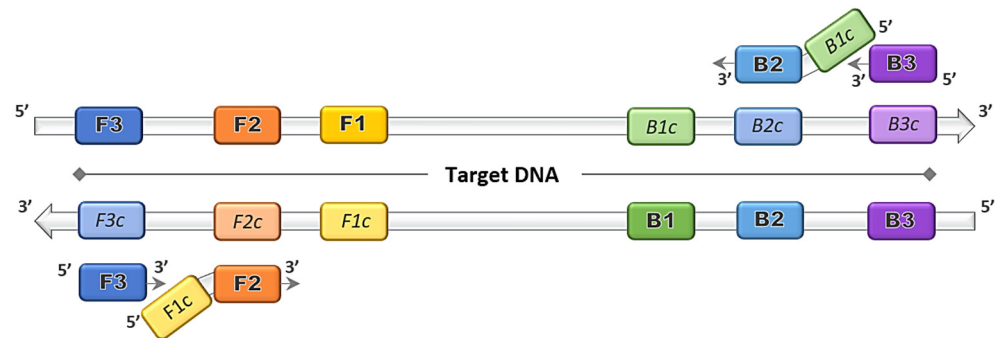 5’
B1c
B2
B3
3’
3’
5’
5’
F3
F2
F1
B1c
B2c
B3c
3’
Target DNA
3’
F3c
F2c
F1c
B1
B2
B3
5’
5’
F3
3’
F2
3’
F1c
5’